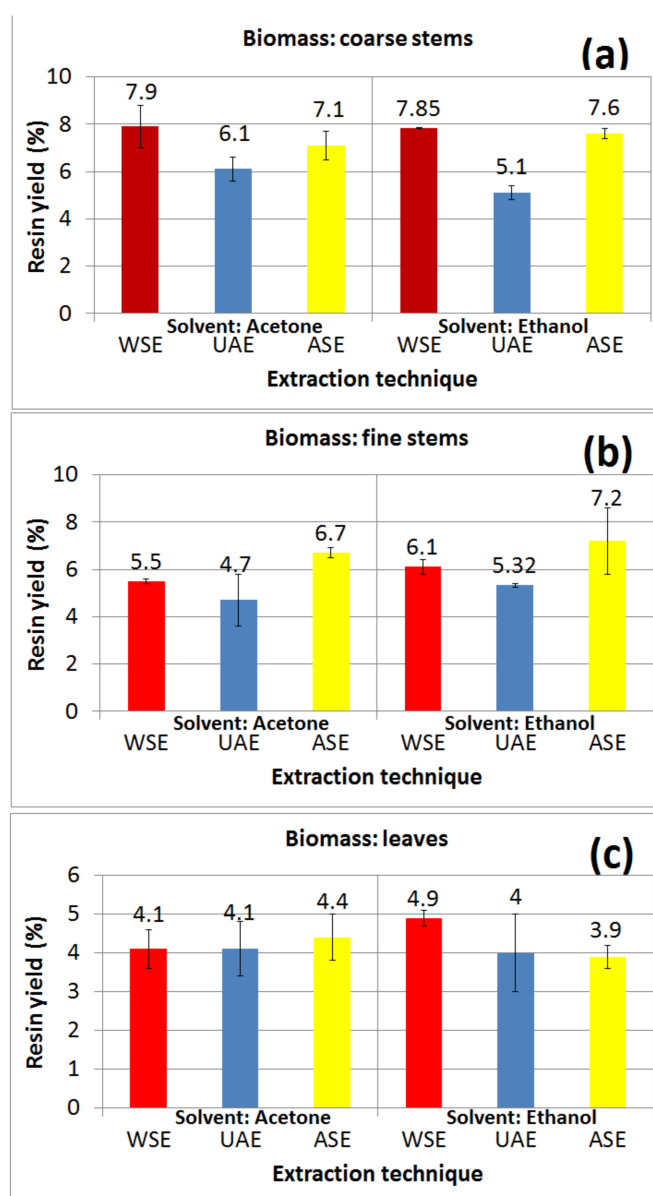 Biomass: coarse stems
(a)
Resin yield (%)
10
8
6
4
2
0
7.9
6.1
7.1
7.85
5.1
7.6
Solvent: Acetone
Solvent: Ethanol
WSE UAE ASE WSE UAE ASE
Extraction technique
Biomass: fine stems
(b)
Resin yield (%)
10
8
6
4
2
0
5.5
4.7
6.7
6.1
5.32
7.2
Solvent: Acetone
Solvent: Ethanol
WSE UAE ASE WSE UAE ASE
Extraction technique
Biomass: leaves
(c)
Resin yield (%)
6
5
4
3
2
1
0
4.1
4.1
4.4
4.9
4
3.9
Solvent: Acetone
Solvent: Ethanol
WSE UAE ASE WSE UAE ASE
Extraction technique